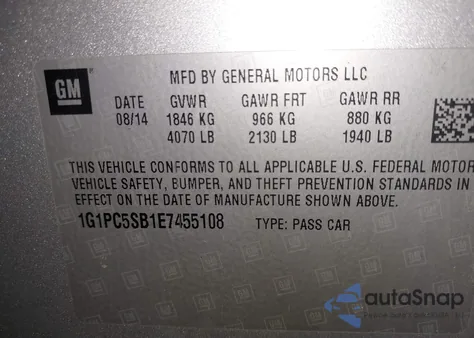 GM
MFD BY GENERAL MOTORS LLC
DATE GVWR GAWR FRT GAWR RR
08/14 1846 KG 966 KG 880 KG
4070 LB 2130 LB 1940 LB
THIS VEHICLE CONFORMS TO ALL APPLICABLE U.S. FEDERAL MOTOR
VEHICLE SAFETY, BUMPER, AND THEFT PREVENTION STANDARDS IN
EFFECT ON THE DATE OF MANUFACTURE SHOWN ABOVE.
1G1PC5SB1E7455108 TYPE: PASS CAR
autoSnap